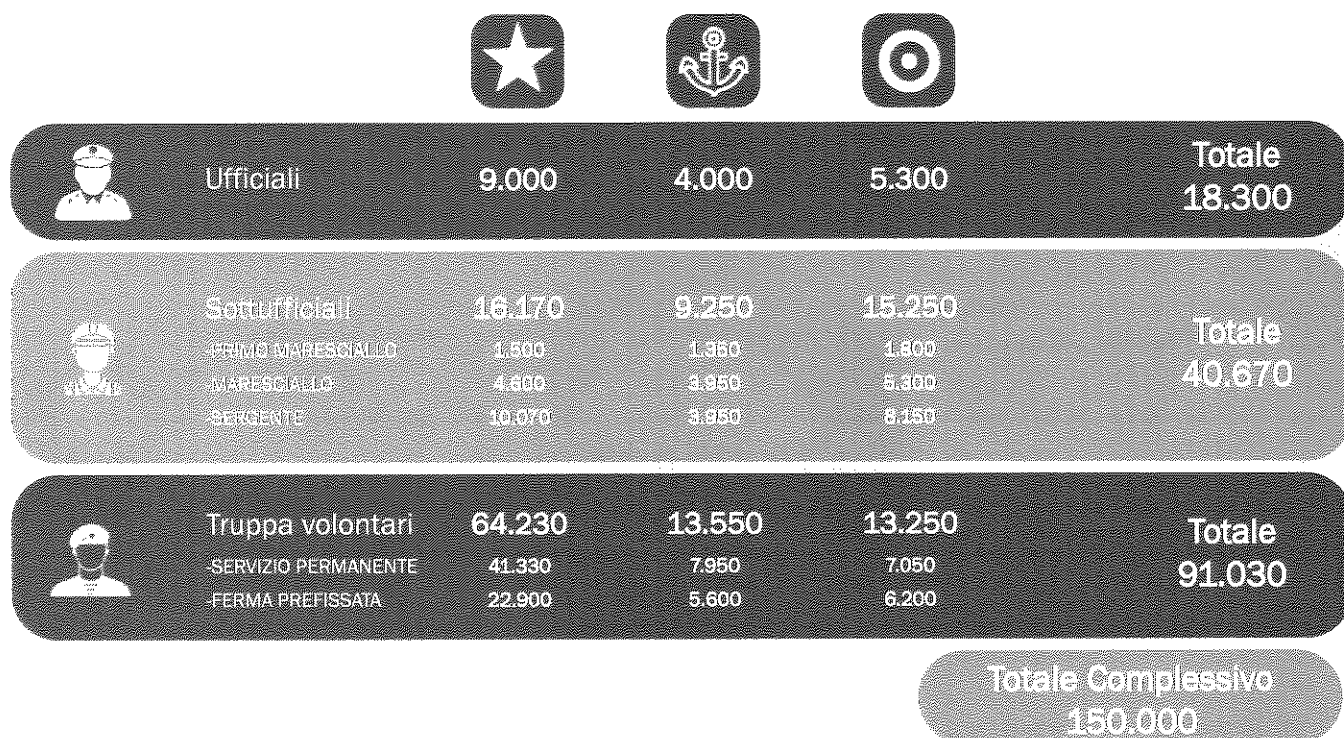 Ufficiali 9.000 4.000 5.300 Totale 18.300
Sottufficiali 16.170 9.250 15.250 Totale 40.670
-PRIMO MARESCIALLO 1.500 1.350 1.800
-MARESCIALLO 4.600 3.950 5.300
-SERGENTE 10.070 3.950 8.150
Truppa volontari 64.230 13.550 13.250 Totale 91.030
-SERVIZIO PERMANENTE 41.330 7.950 7.050
-FERMA PREFISSATA 22.900 5.600 6.200
Totale Complessivo
150.000